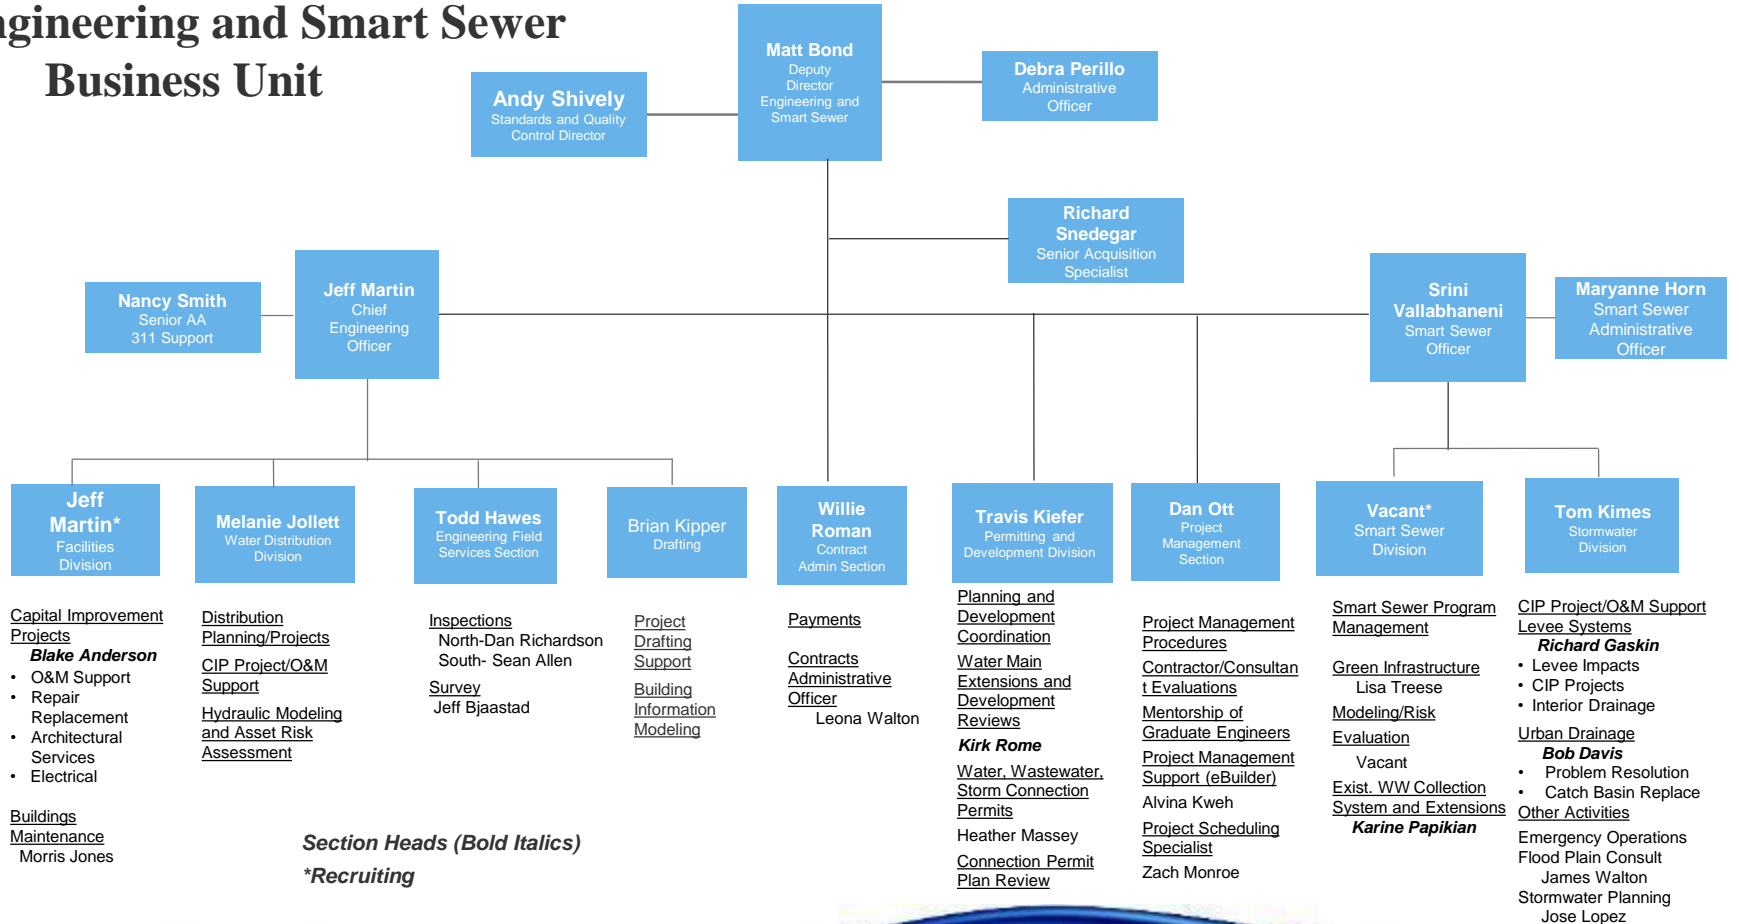 ngineering and Smart Sewer
Business Unit
Matt Bond
Deputy
Director
Engineering and
Smart Sewer
Debra Perillo
Administrative
Officer
Andy Shively
Standards and Quality
Control Director
Richard
Snedegar
Senior Acquisition
Specialist
Nancy Smith
Senior AA
311 Support
Jeff Martin
Chief
Engineering
Officer
Srini
Vallabhaneni
Smart Sewer
Officer
Maryanne Horn
Smart Sewer
Administrative
Officer
Jeff
Martin*
Facilities
Division
Melanie Jollett
Water Distribution
Division
Todd Hawes
Engineering Field
Services Section
Brian Kipper
Drafting
Willie
Roman
Contract
Admin Section
Travis Kiefer
Permitting and
Development Division
Dan Ott
Project
Management
Section
Vacant*
Smart Sewer
Division
Tom Kimes
Stormwater
Division
Capital Improvement
Projects
Blake Anderson
• O&M Support
• Repair
Replacement
• Architectural
Services
• Electrical
Buildings
Maintenance
Morris Jones
Distribution
Planning/Projects
CIP Project/O&M
Support
Hydraulic Modeling
and Asset Risk
Assessment
Inspections
North-Dan Richardson
South- Sean Allen
Survey
Jeff Bjaastad
Project
Drafting
Support
Building
Information
Modeling
Payments
Contracts
Administrative
Officer
Leona Walton
Planning and
Development
Coordination
Water Main
Extensions and
Development
Reviews
Kirk Rome
Water, Wastewater,
Storm Connection
Permits
Heather Massey
Connection Permit
Plan Review
Project Management
Procedures
Contractor/Consultan
t Evaluations
Mentorship of
Graduate Engineers
Project Management
Support (eBuilder)
Alvina Kweh
Project Scheduling
Specialist
Zach Monroe
Smart Sewer Program
Management
Green Infrastructure
Lisa Treese
Modeling/Risk
Evaluation
Vacant
Exist. WW Collection
System and Extensions
Karine Papikian
CIP Project/O&M Support
Levee Systems
Richard Gaskin
• Levee Impacts
• CIP Projects
• Interior Drainage
Urban Drainage
Bob Davis
• Problem Resolution
• Catch Basin Replace
Other Activities
Emergency Operations
Flood Plain Consult
James Walton
Stormwater Planning
Jose Lopez
Section Heads (Bold Italics)
*Recruiting